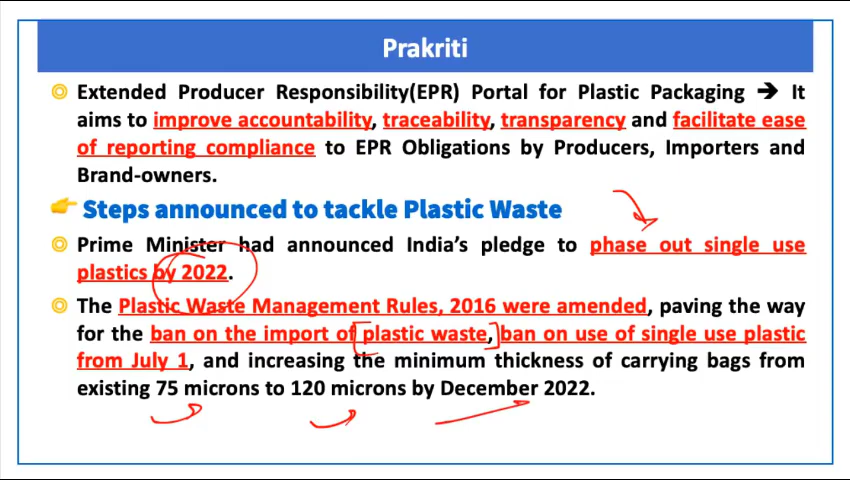 Prakriti
Extended Producer Responsibility(EPR) Portal for Plastic Packaging → It
aims to improve accountability, traceability, transparency and facilitate ease
of reporting compliance to EPR Obligations by Producers, Importers and
Brand-owners.
👉 Steps announced to tackle Plastic Waste
Prime Minister had announced India's pledge to phase out single use
plastics by 2022.
The Plastic Waste Management Rules, 2016 were amended, paving the way
for the ban on the import of plastic waste, ban on use of single use plastic
from July 1, and increasing the minimum thickness of carrying bags from
existing 75 microns to 120 microns by December 2022.